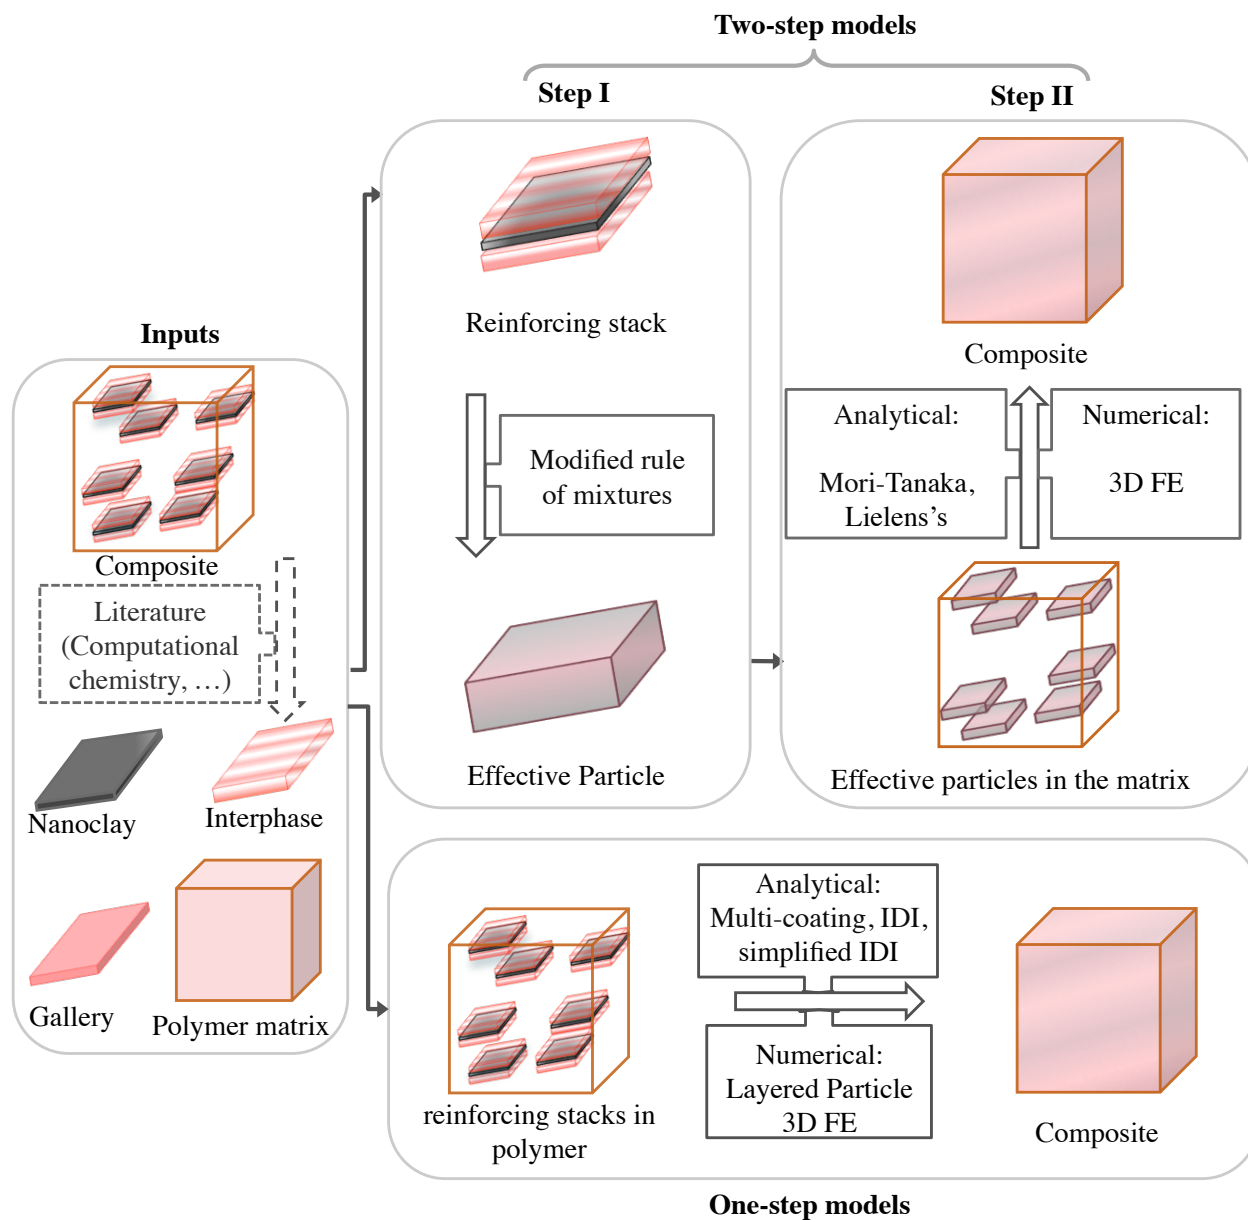 Two-step models
Step I
Step II
Reinforcing stack
Modified rule
of mixtures
Effective Particle
Composite
Analytical:
Mori-Tanaka,
Lielens’s
Numerical:
3D FE
Effective particles in the matrix
Inputs
Composite
Literature
(Computational
chemistry, …)
Nanoclay
Interphase
Gallery
Polymer matrix
reinforcing stacks in
polymer
Analytical:
Multi-coating, IDI,
simplified IDI
Numerical:
Layered Particle
3D FE
Composite
One-step models